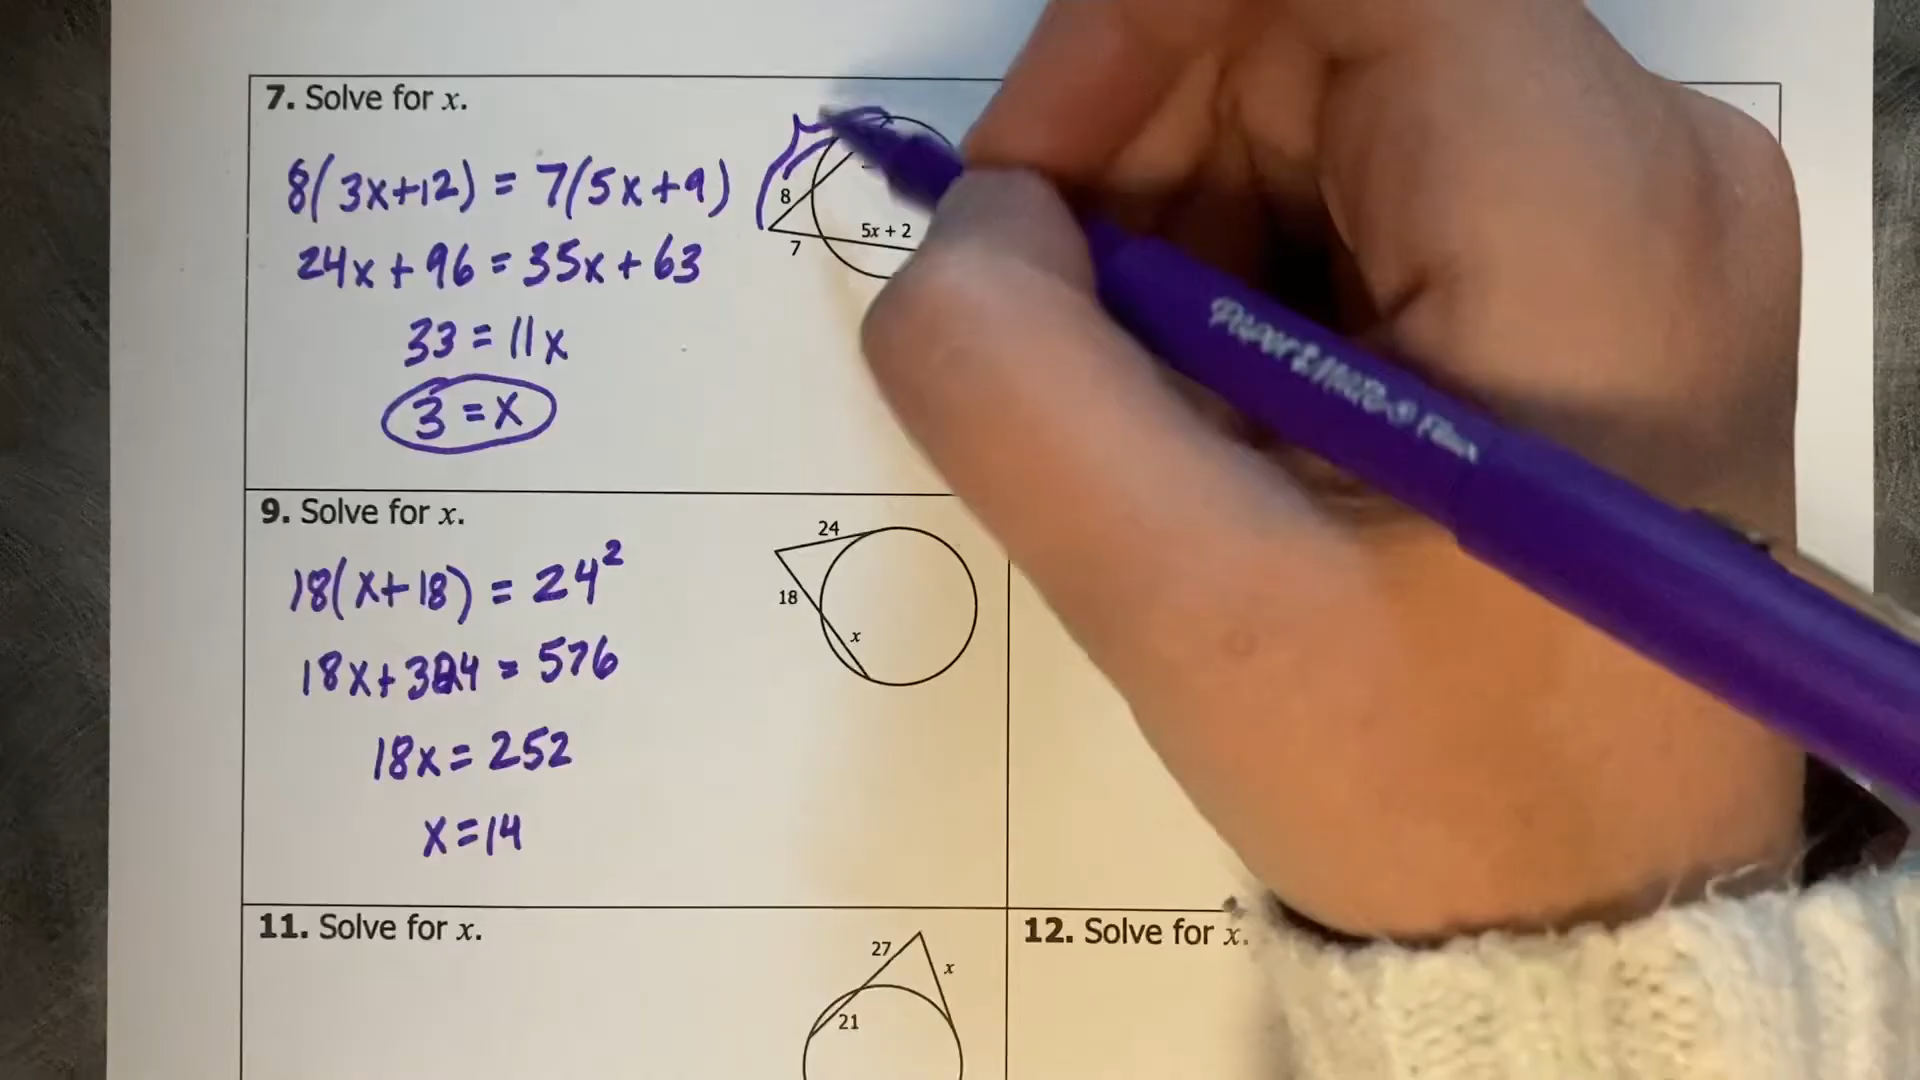 7. Solve for x.
8(3x+12) = 7(5x+9)
24x + 96 = 35x + 63
33 = 11x
3 = x
8
5x + 2
7
9. Solve for x.
18(x+18) = 24²
18x+324 = 576
18x = 252
x = 14
24
18
x
11. Solve for x.
27
x
21
12. Solve for x.